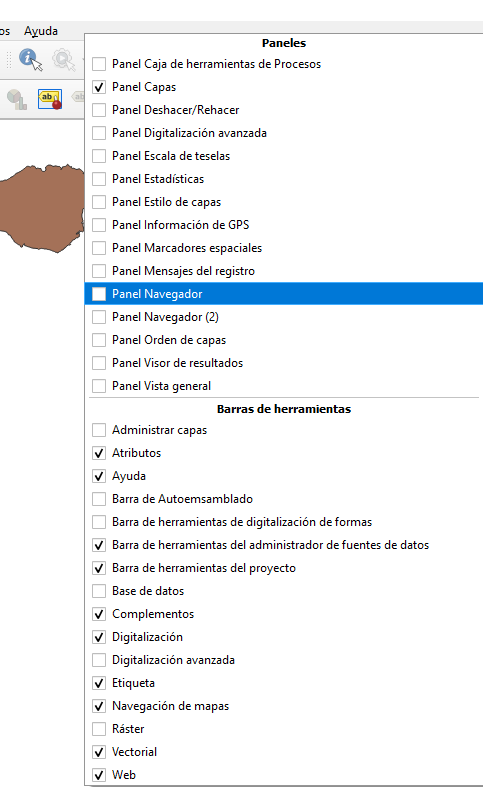 os Ayuda
Paneles
Panel Caja de herramientas de Procesos
Panel Capas
Panel Deshacer/Rehacer
Panel Digitalización avanzada
Panel Escala de teselas
Panel Estadísticas
Panel Estilo de capas
Panel Información de GPS
Panel Marcadores espaciales
Panel Mensajes del registro
Panel Navegador
Panel Navegador (2)
Panel Orden de capas
Panel Visor de resultados
Panel Vista general
Barras de herramientas
Administrar capas
Atributos
Ayuda
Barra de Autoemsamblado
Barra de herramientas de digitalización de formas
Barra de herramientas del administrador de fuentes de datos
Barra de herramientas del proyecto
Base de datos
Complementos
Digitalización
Digitalización avanzada
Etiqueta
Navegación de mapas
Ráster
Vectorial
Web